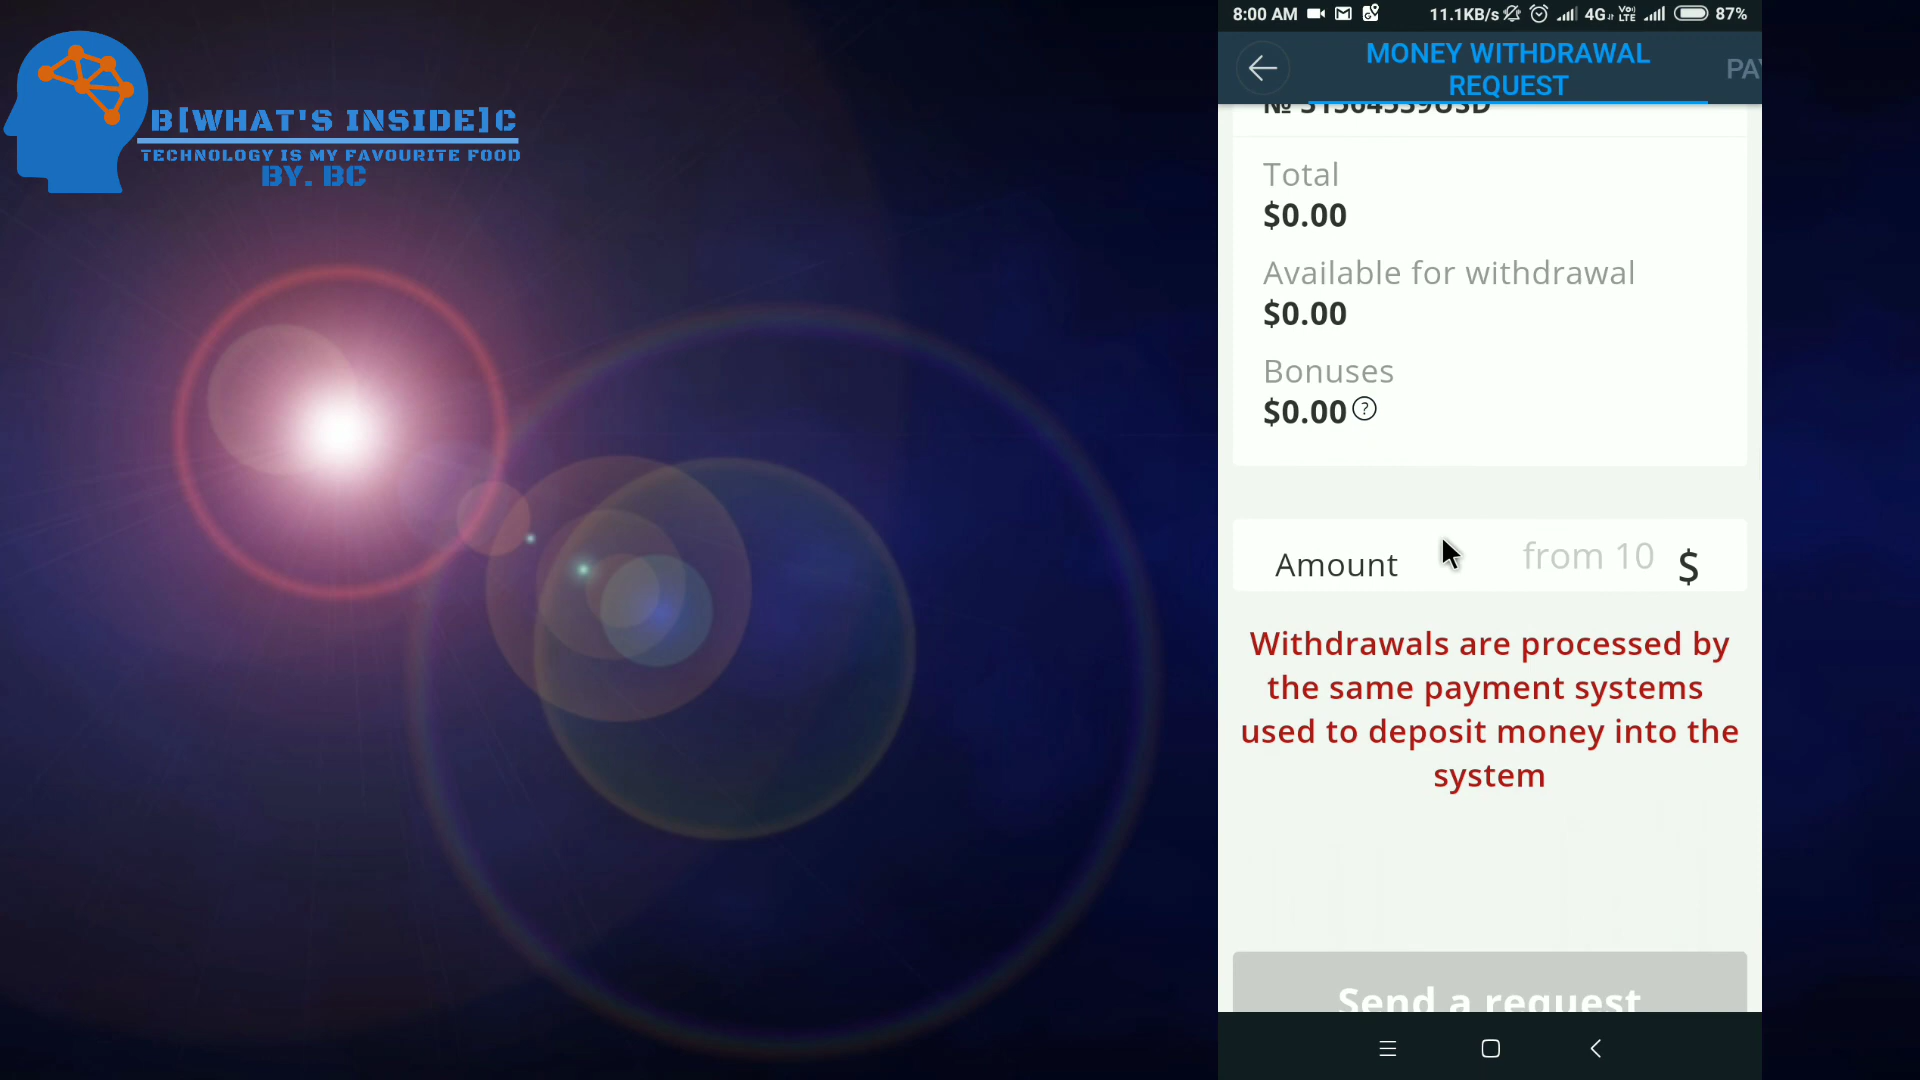 B[WHAT'S INSIDE]C
TECHNOLOGY IS MY FAVOURITE FOOD
BY. BC
8:00 AM 11.1KB/s 4G VoLTE 87%
MONEY WITHDRAWAL
REQUEST
Total
$0.00
Available for withdrawal
$0.00
Bonuses
$0.00 ?
Amount from 10 $
Withdrawals are processed by
the same payment systems
used to deposit money into the
system
Send a request